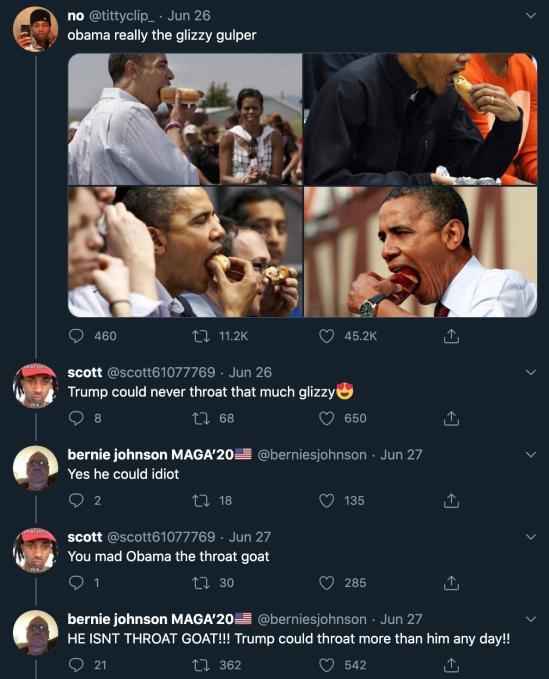 no @tittyclip_ · Jun 26
obama really the glizzy gulper
460 11.2K 45.2K
scott @scott61077769 · Jun 26
Trump could never throat that much glizzy😍
8 68 650
bernie johnson MAGA'20🇺🇸 @berniesjohnson · Jun 27
Yes he could idiot
2 18 135
scott @scott61077769 · Jun 27
You mad Obama the throat goat
1 30 285
bernie johnson MAGA'20🇺🇸 @berniesjohnson · Jun 27
HE ISNT THROAT GOAT!!! Trump could throat more than him any day!!
21 362 542